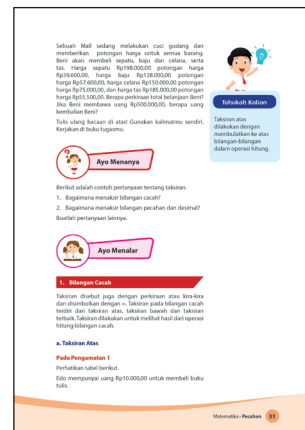 Sebuah Mall sedang melakukan cuci gudang dan
memberikan potongan harga untuk semua barang.
Beni akan membeli sepatu, baju dan celana, serta
tas. Harga sepatu Rp198.000,00 potongan harga
Rp39.600,00, harga baju Rp128.000,00 potongan
harga Rp57.600,00, harga celana Rp150.000,00 potongan
harga Rp75.000,00, dan harga tas Rp185.000,00 potongan
harga Rp55.500,00. Berapa perkiraan total belanjaan Beni?
Jika Beni membawa uang Rp500.000,00, berapa uang
kembalian Beni?
Tulis ulang bacaan di atas! Gunakan kalimatmu sendiri.
Kerjakan di buku tugasmu.
Tahukah Kalian
Taksiran atas
dilakukan dengan
membulatkan ke atas
bilangan-bilangan
dalam operasi hitung.
Ayo Menanya
Berikut adalah contoh pertanyaan tentang taksiran.
1. Bagaimana menaksir bilangan cacah?
2. Bagaimana menaksir bilangan pecahan dan desimal?
Buatlah pertanyaan lainnya.
Ayo Menalar
1. Bilangan Cacah
Taksiran disebut juga dengan perkiraan atau kira-kira
dan disimbolkan dengan ≈. Taksiran pada bilangan cacah
terdiri dari taksiran atas, taksiran bawah dan taksiran
terbaik. Taksiran dilakukan untuk melihat hasil dari operasi
hitung bilangan cacah.
a. Taksiran Atas
Pada Pengamatan 1
Perhatikan tabel berikut.
Edo mempunyai uang Rp10.000,00 untuk membeli buku
tulis.
Matematika - Pecahan 31